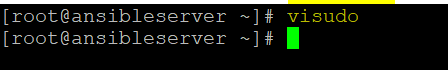 [root@ansibleserver ~]# visudo
[root@ansibleserver ~]#